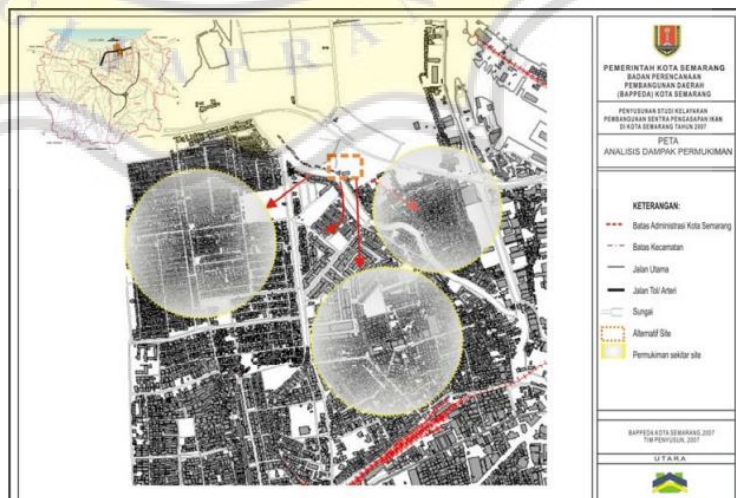 PEMERINTAH KOTA SEMARANG
BADAN PERENCANAAN
PEMBANGUNAN DAERAH
(BAPPEDA) KOTA SEMARANG
PENYUSUNAN STUDI KELAYAKAN
PEMBANGUNAN SENTRA PENGASAPAN IKAN
DI KOTA SEMARANG TAHUN 2007
PETA
ANALISIS DAMPAK PERMUKIMAN
KETERANGAN:
Batas Administrasi Kota Semarang
Batas Kecamatan
Jalan Utama
Jalan Tol/ Arteri
Sungai
Alternatif Site
Permukiman sekitar site
BAPPEDA KOTA SEMARANG, 2007
TIM PENYUSUN, 2007
UTARA